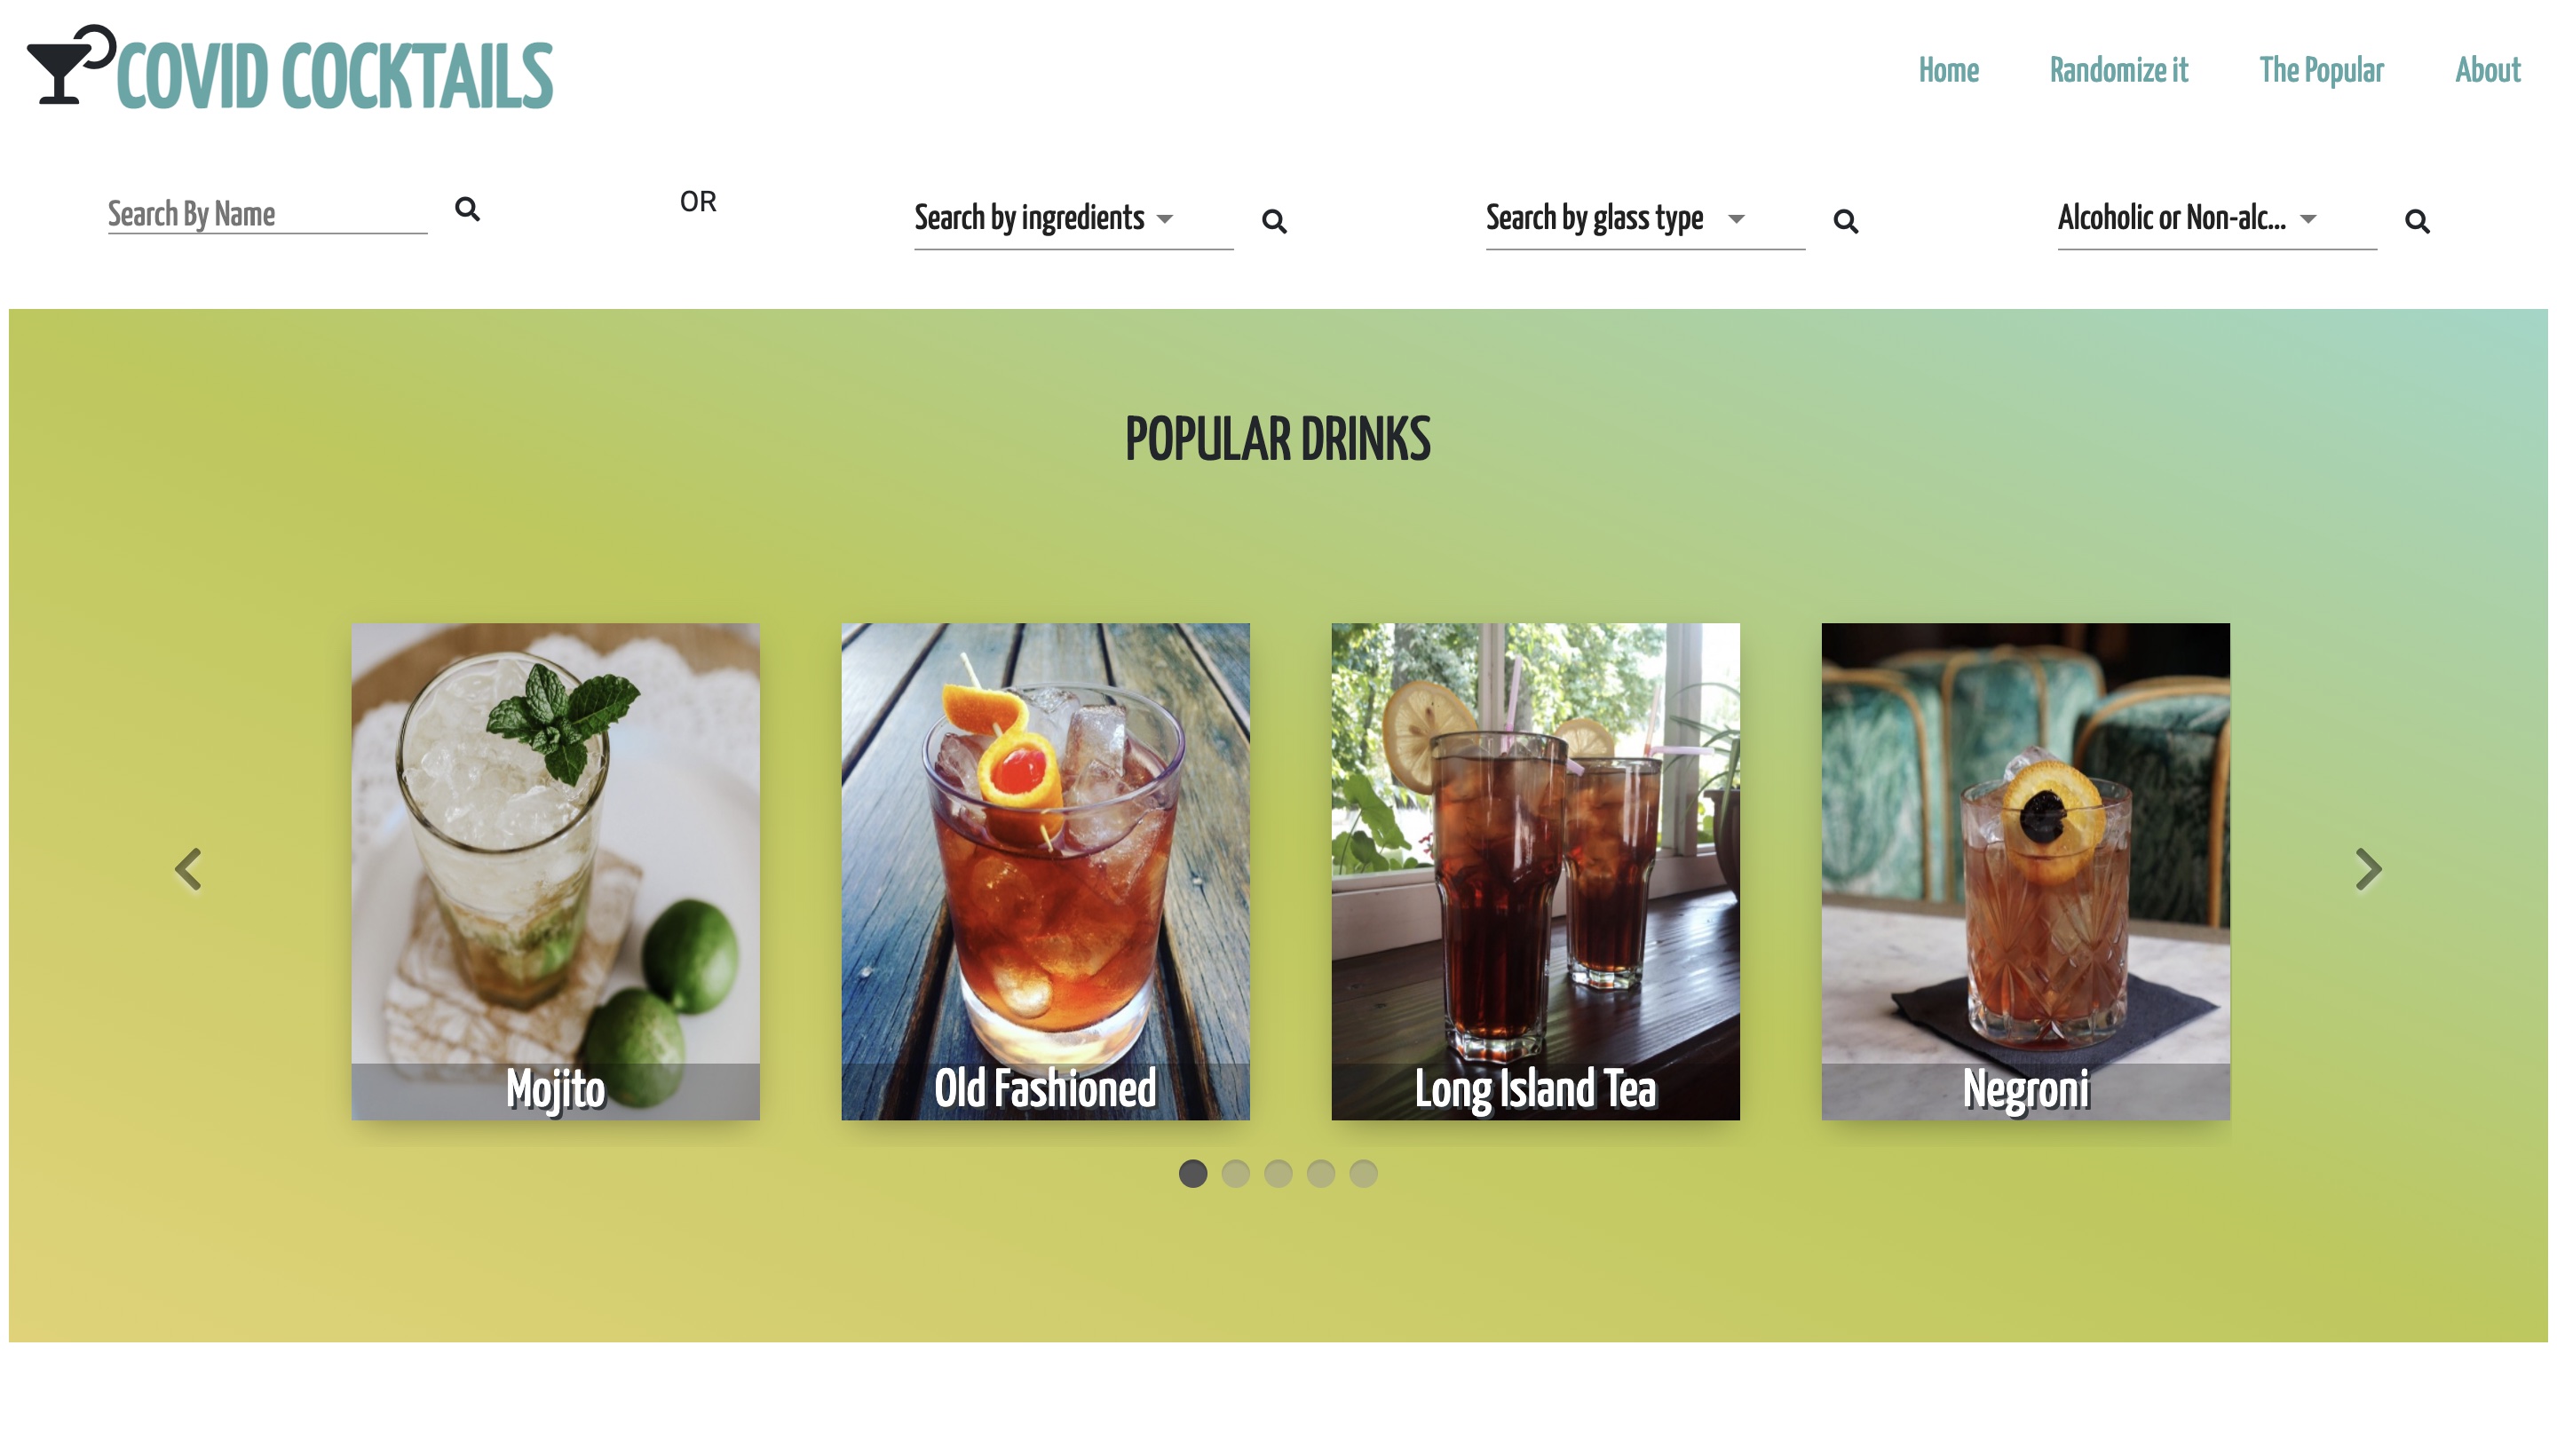 COVID COCKTAILS
Home
Randomize it
The Popular
About
Search By Name
OR
Search by ingredients
Search by glass type
Alcoholic or Non-alc...
POPULAR DRINKS
Mojito
Old Fashioned
Long Island Tea
Negroni